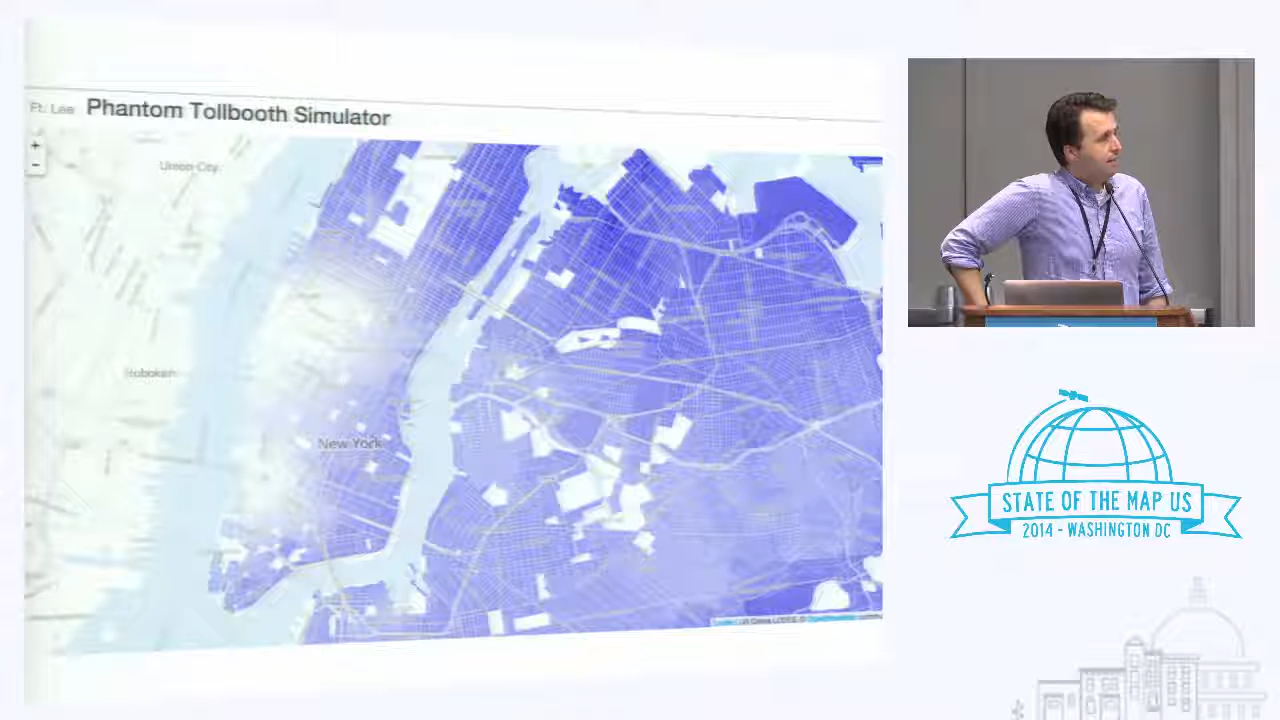 Ft. Lee Phantom Tollbooth Simulator
+
-
Union City
Hoboken
New York
STATE OF THE MAP US
2014 - WASHINGTON DC